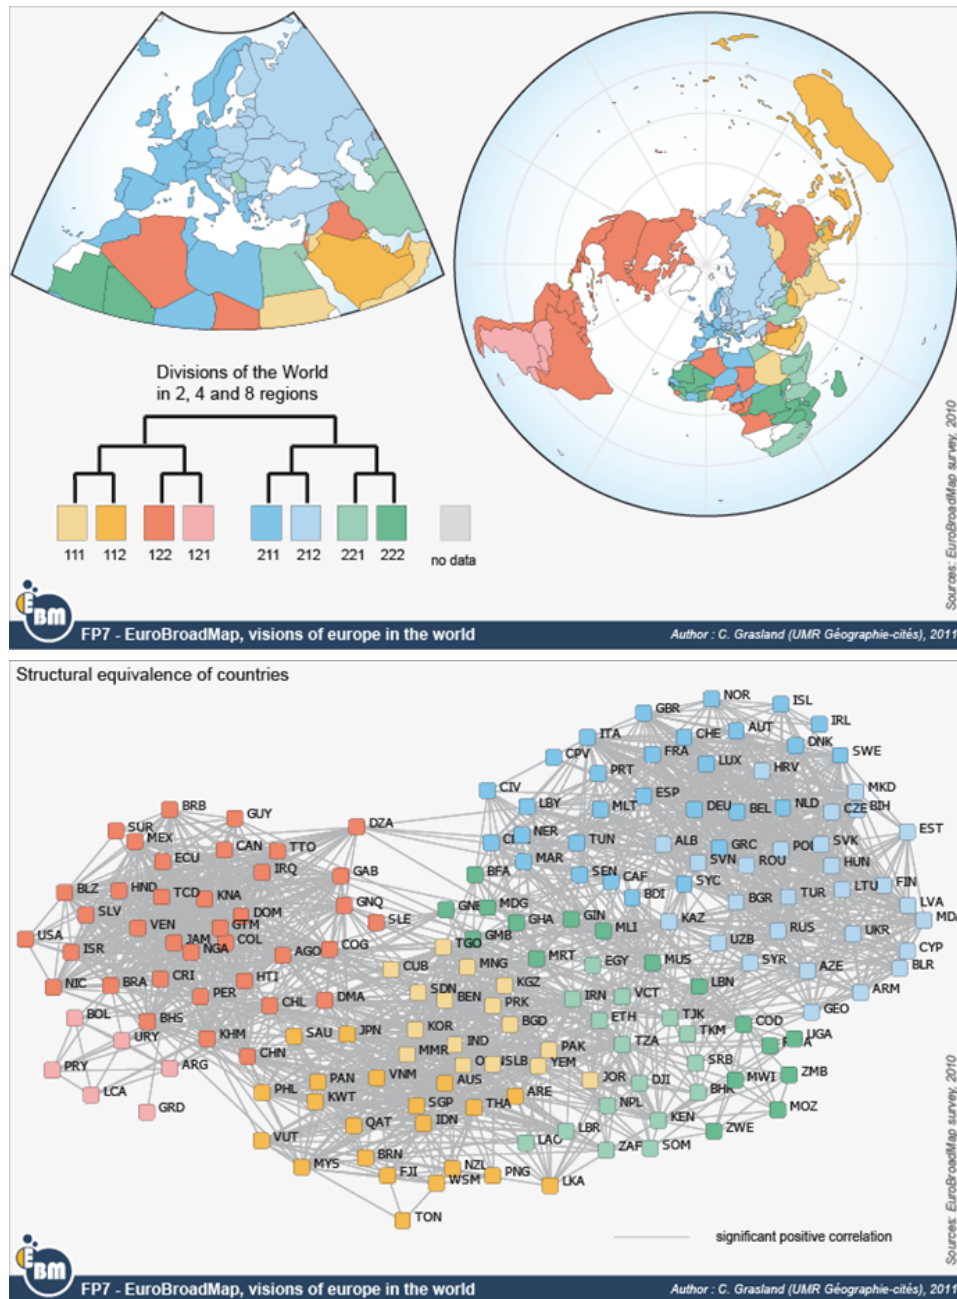 Divisions of the World
in 2, 4 and 8 regions
111 112 122 121 211 212 221 222 no data
Sources: EuroBroadMap survey, 2010
EBM
FP7 - EuroBroadMap, visions of europe in the world
Author : C. Grasland (UMR Géographie-cités), 2011
Structural equivalence of countries
NOR
ISL
GBR
IRL
ITA
CHE
AUT
DNK
CPV
FRA
SWE
PRT
LUX
HRV
CIV
ESP
MKD
LBY
MLT
DEU
BEL
NLD
CZE
BIH
BRB
GUY
DZA
SUR
MEX
NER
TUN
ALB
GRC
SVK
EST
CAN
TTO
MAR
SVN
ROU
HUN
ECU
IRQ
GAB
BFA
SEN
CAF
SYC
BLZ
HND
TCD
KNA
BDI
BGR
TUR
LTU
FIN
SLV
DOM
GNQ
SLE
MDG
GHA
GIN
KAZ
LVA
VEN
GTM
GMB
MLI
RUS
UKR
USA
JAM
COL
COG
TGO
UZB
CYP
ISR
NGA
AGO
MRT
EGY
MUS
SYR
AZE
BLR
CUB
MNG
NIC
BRA
CRI
HTI
SDN
KGZ
LBN
ARM
PER
CHL
DMA
BEN
PRK
IRN
VCT
GEO
BOL
BHS
KHM
SAU
JPN
KOR
BGD
ETH
TJK
COD
URY
IND
TZA
TKM
UGA
PRY
ARG
CHN
MMR
SLB
PAK
YEM
SRB
LCA
PHL
PAN
VNM
AUS
JOR
DJI
BHR
MWI
ZMB
GRD
KWT
SGP
THA
ARE
NPL
MOZ
QAT
IDN
LBR
KEN
ZWE
VUT
LAO
ZAF
SOM
MYS
BRN
FJI
NZL
WSM
PNG
LKA
TON
significant positive correlation
Sources: EuroBroadMap survey, 2010
EBM
FP7 - EuroBroadMap, visions of europe in the world
Author : C. Grasland (UMR Géographie-cités), 2011